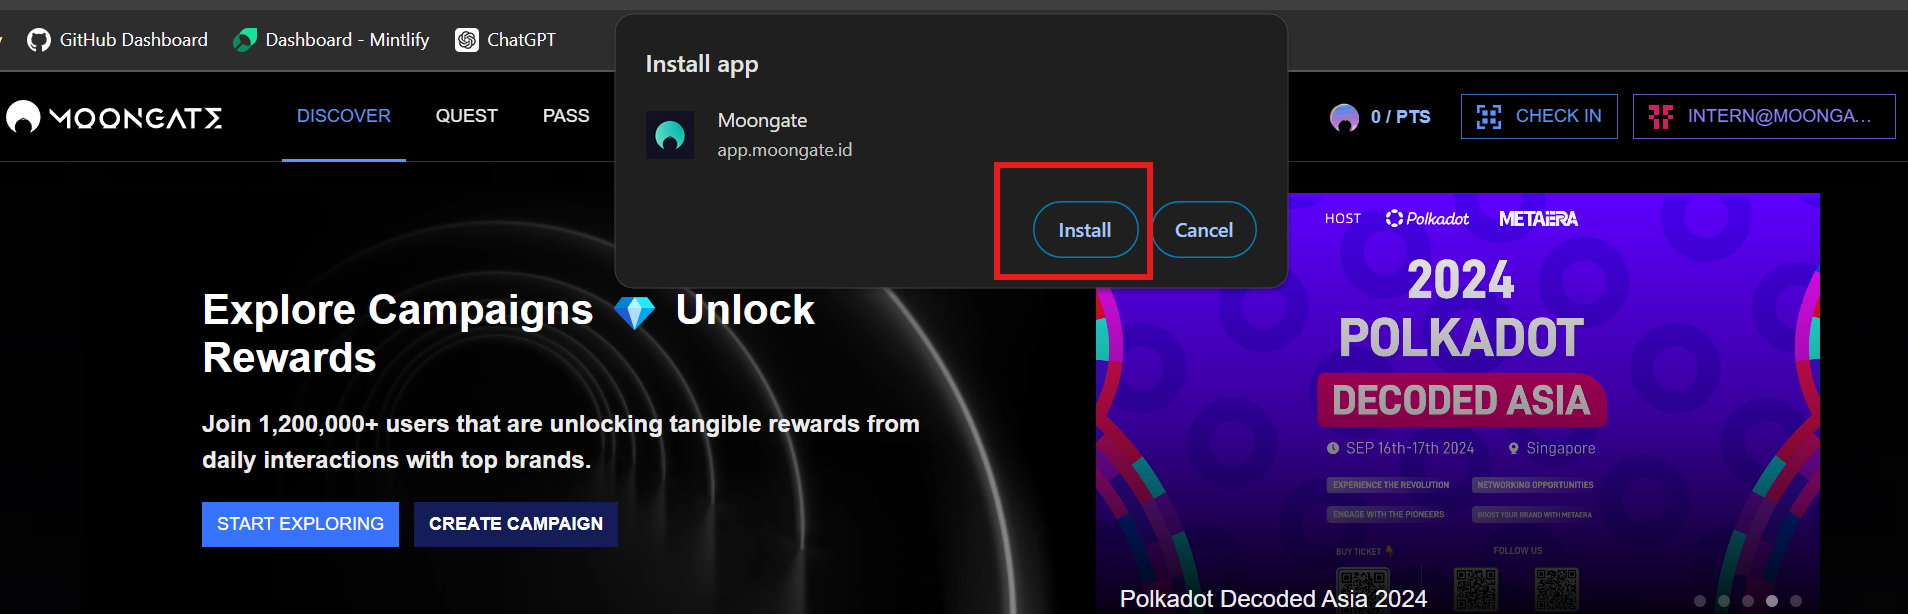 GitHub Dashboard
Dashboard - Mintlify
ChatGPT
Install app
Moongate
app.moongate.id
Install
Cancel
MOONGATE
DISCOVER
QUEST
PASS
0 / PTS
CHECK IN
INTERN@MOONGA...
Explore Campaigns 💎 Unlock
Rewards
Join 1,200,000+ users that are unlocking tangible rewards from
daily interactions with top brands.
START EXPLORING
CREATE CAMPAIGN
HOST
Polkadot
METAERA
2024
POLKADOT
DECODED ASIA
SEP 16th-17th 2024
Singapore
EXPERIENCE THE REVOLUTION
NETWORKING OPPORTUNITIES
ENGAGE WITH THE PIONEERS
BOOST YOUR BRAND WITH METAERA
BUY TICKET 👇
FOLLOW US
Polkadot Decoded Asia 2024